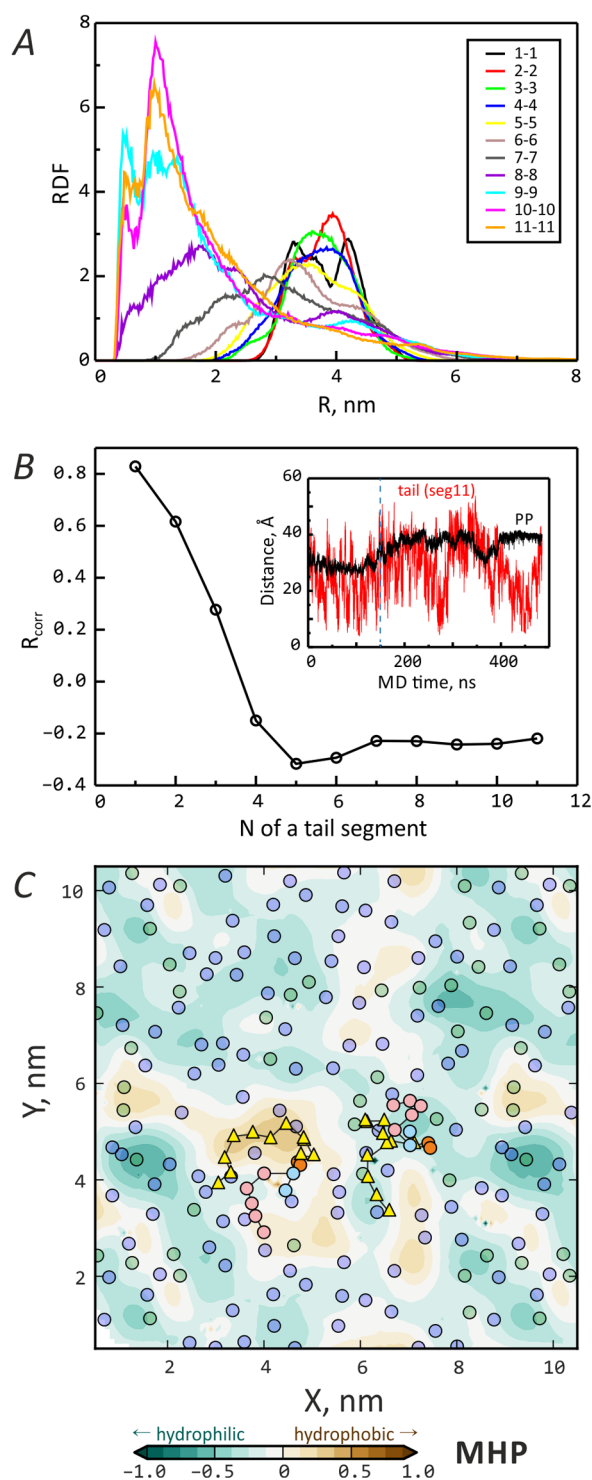 A
8
6
4
2
0
RDF
1-1
2-2
3-3
4-4
5-5
6-6
7-7
8-8
9-9
10-10
11-11
0 2 4 6 8
R, nm
B
0.8
0.6
0.4
0.2
0.0
−0.2
−0.4
Rcorr
60
40
20
0
Distance, Å
tail (seg11)
PP
0 200 400
MD time, ns
0 2 4 6 8 10 12
N of a tail segment
C
10
8
6
4
2
Y, nm
2 4 6 8 10
X, nm
← hydrophilic hydrophobic →
MHP
−1.0 −0.5 0 0.5 1.0